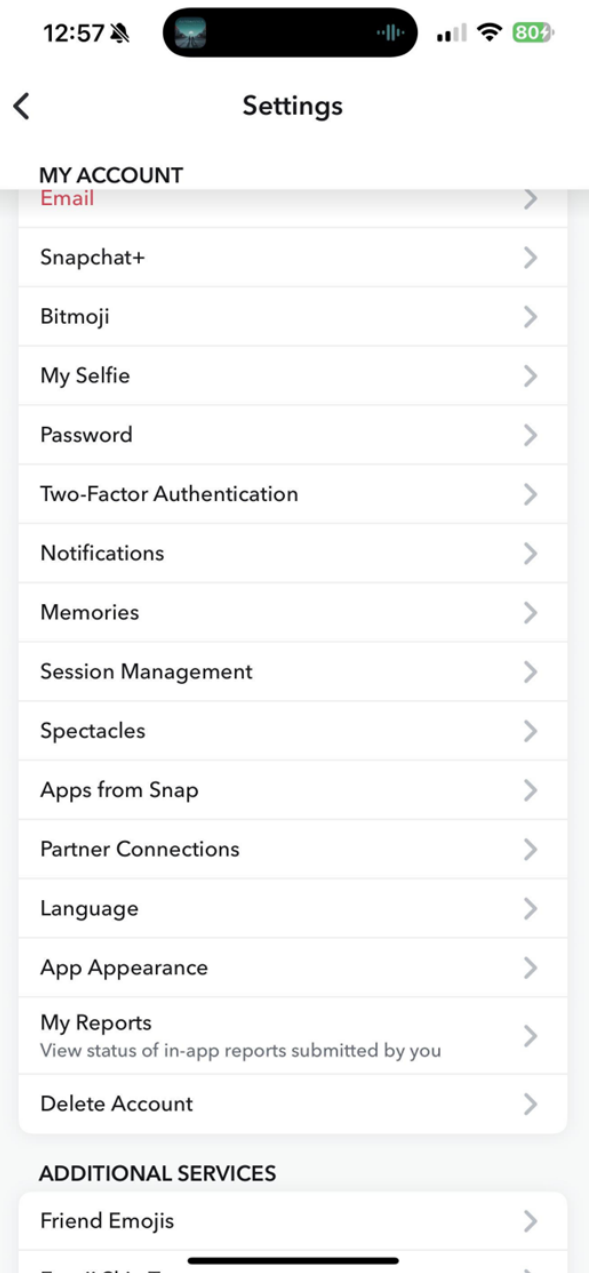 12:57
80
Settings
MY ACCOUNT
Email
Snapchat+
Bitmoji
My Selfie
Password
Two-Factor Authentication
Notifications
Memories
Session Management
Spectacles
Apps from Snap
Partner Connections
Language
App Appearance
My Reports
View status of in-app reports submitted by you
Delete Account
ADDITIONAL SERVICES
Friend Emojis